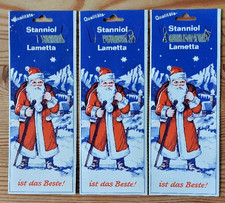 Qualitäts-
Stanniol
Lametta
ist das Beste!
Qualitäts-
Stanniol
Lametta
ist das Beste!
Qualitäts-
Stanniol
Lametta
ist das Beste!